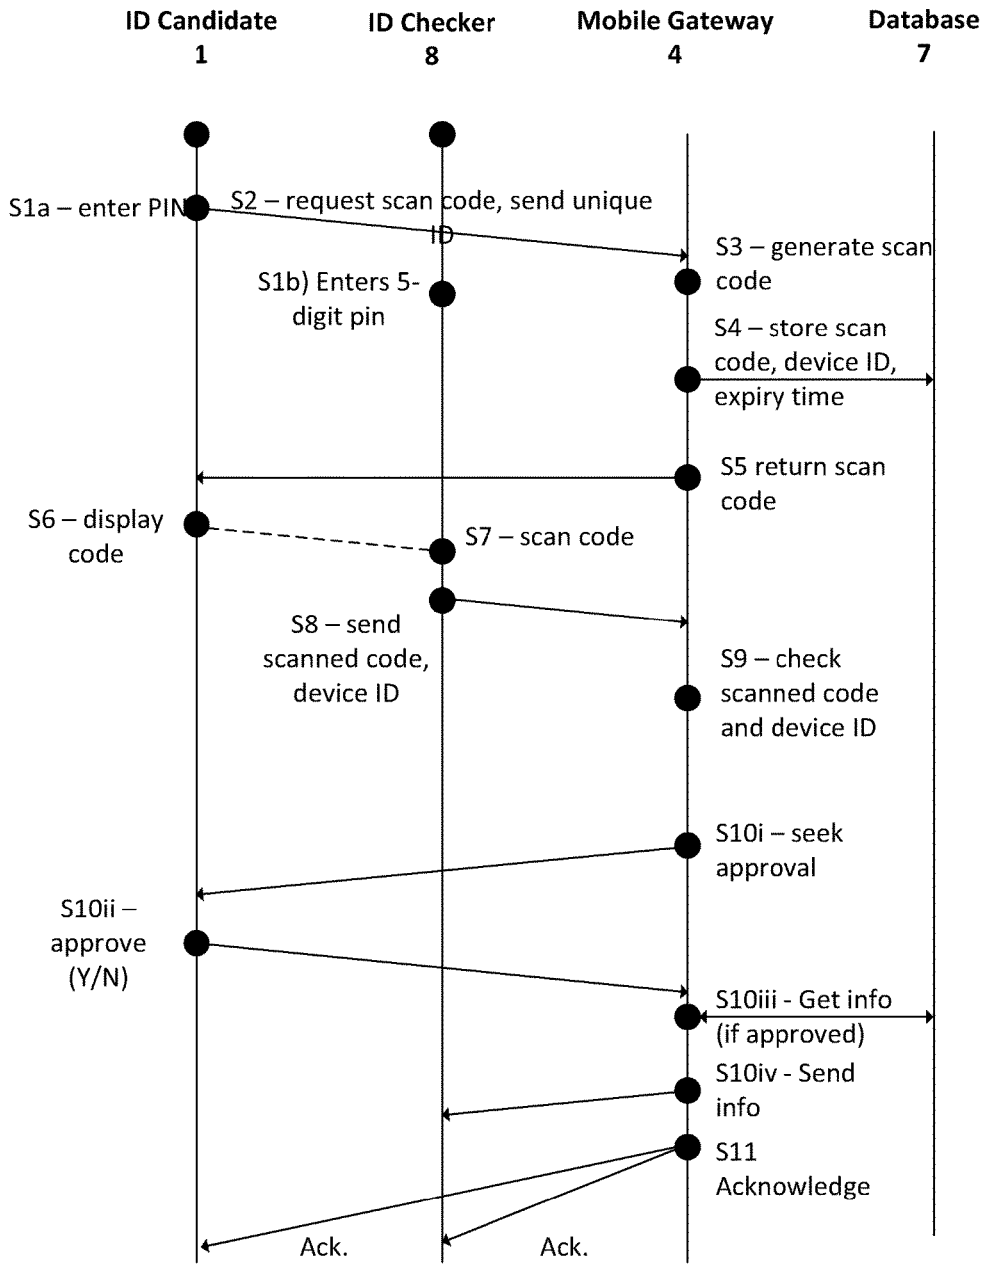 ID Candidate
1
ID Checker
8
Mobile Gateway
4
Database
7
S1a – enter PIN
S2 – request scan code, send unique
ID
S3 – generate scan
code
S1b) Enters 5-
digit pin
S4 – store scan
code, device ID,
expiry time
S5 return scan
code
S6 – display
code
S7 – scan code
S8 – send
scanned code,
device ID
S9 – check
scanned code
and device ID
S10i – seek
approval
S10ii –
approve
(Y/N)
S10iii - Get info
(if approved)
S10iv - Send
info
S11
Acknowledge
Ack.
Ack.